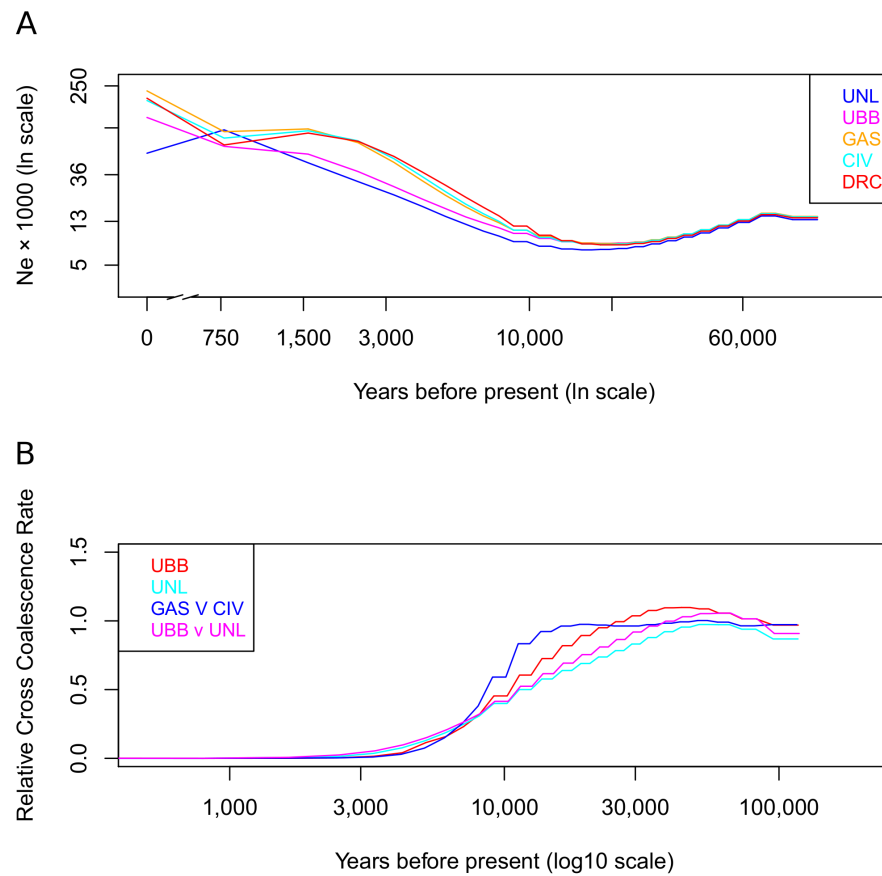 A
Ne × 1000 (ln scale)
250
36
13
5
UNL
UBB
GAS
CIV
DRC
0
750
1,500
3,000
10,000
60,000
Years before present (ln scale)
B
Relative Cross Coalescence Rate
1.5
1.0
0.5
0.0
UBB
UNL
GAS V CIV
UBB v UNL
1,000
3,000
10,000
30,000
100,000
Years before present (log10 scale)